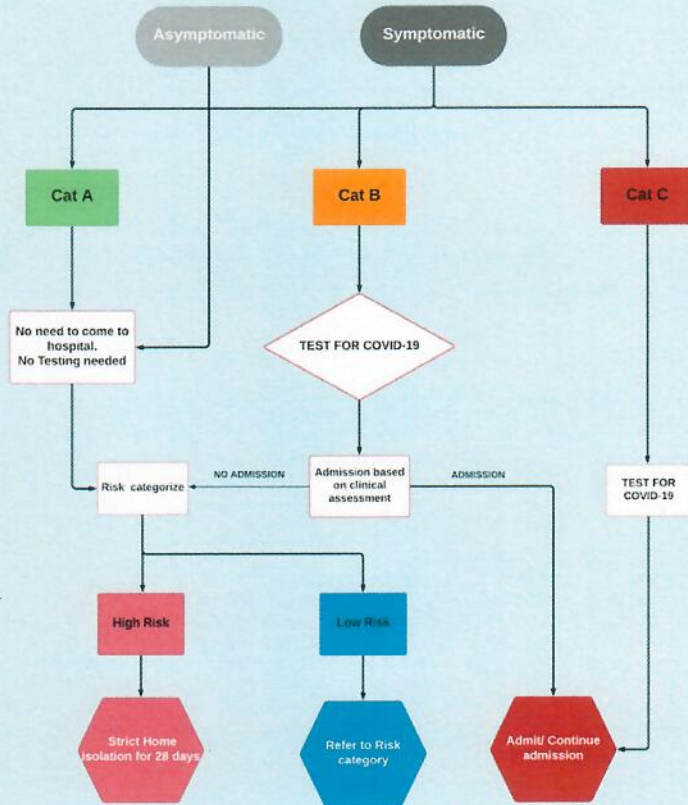 Asymptomatic
Symptomatic
Cat A
Cat B
Cat C
No need to come to
hospital.
No Testing needed
TEST FOR COVID-19
Risk categorize
NO ADMISSION
Admission based
on clinical
assessment
ADMISSION
TEST FOR
COVID-19
High Risk
Low Risk
Strict Home
isolation for 28 days
Refer to Risk
category
Admit/ Continue
admission